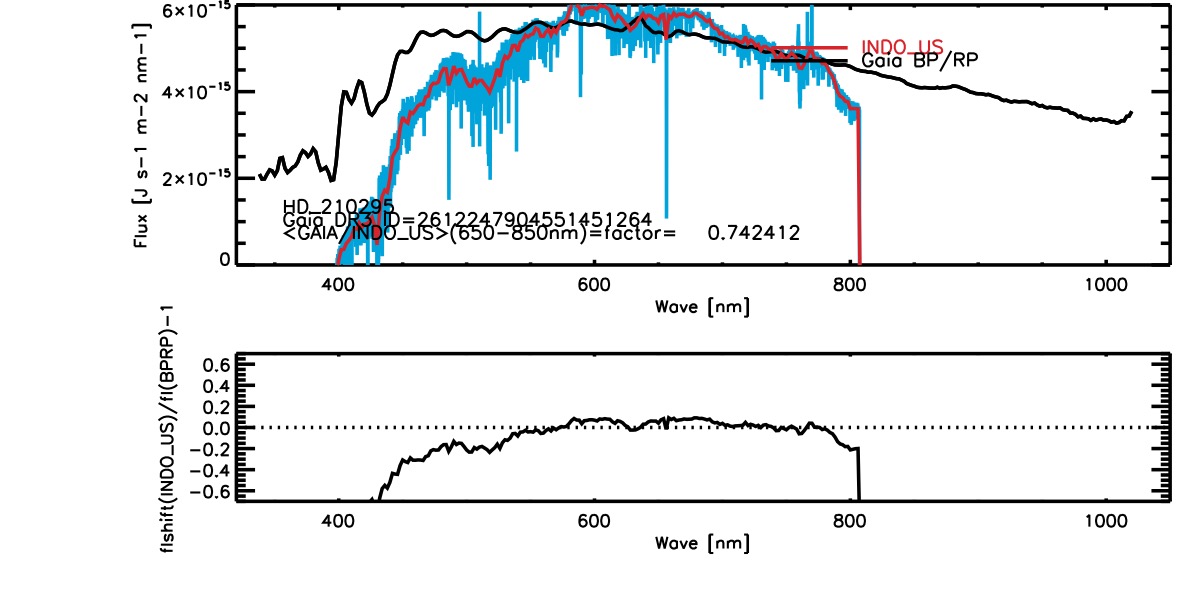 6×10−15
4×10−15
2×10−15
0
Flux [J s−1 m−2 nm−1]
INDO_US
Gaia BP/RP
HD_210295
Gaia DR3 ID=2612247904551451264
<GAIA/INDO_US>(650−850nm)=factor= 0.742412
400 600 800 1000
Wave [nm]
flshift(INDO_US)/fl(BPRP)−1
0.6
0.4
0.2
0.0
−0.2
−0.4
−0.6
400 600 800 1000
Wave [nm]